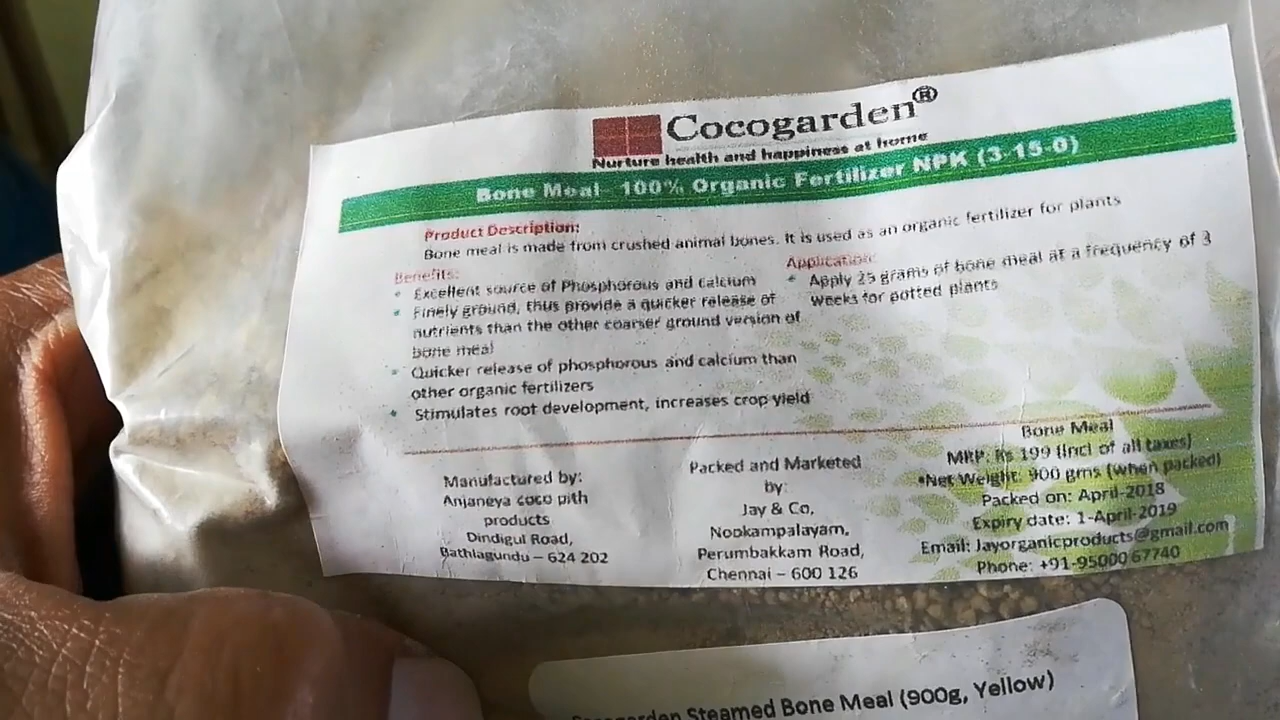 Cocogarden®
Nurture health and happiness at home
Bone Meal- 100% Organic Fertilizer NPK (3-15-0)
Product Description:
Bone meal is made from crushed animal bones. It is used as an organic fertilizer for plants
Benefits:
• Excellent source of Phosphorous and calcium
• Finely ground, thus provide a quicker release of
nutrients than the other coarser ground version of
bone meal
• Quicker release of phosphorous and calcium than
other organic fertilizers
• Stimulates root development, increases crop yield
Application:
• Apply 25 grams of bone meal at a frequency of 3
weeks for potted plants
Manufactured by:
Anjaneya coco pith
products
Dindigul Road,
Bathlagundu – 624 202
Packed and Marketed
by:
Jay & Co,
Nookampalayam,
Perumbakkam Road,
Chennai – 600 126
Bone Meal
MRP: Rs 199 (Incl of all taxes)
*Net Weight: 900 gms (when packed)
Packed on: April-2018
Expiry date: 1-April-2019
Email: Jayorganicproducts@gmail.com
Phone: +91-95000 67740
Steamed Bone Meal (900g, Yellow)